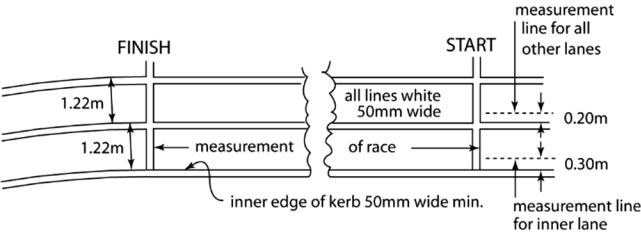 measurement
line for all
other lanes
FINISH
START
1.22m
all lines white
50mm wide
0.20m
1.22m
measurement
of race
0.30m
inner edge of kerb 50mm wide min.
measurement line
for inner lane